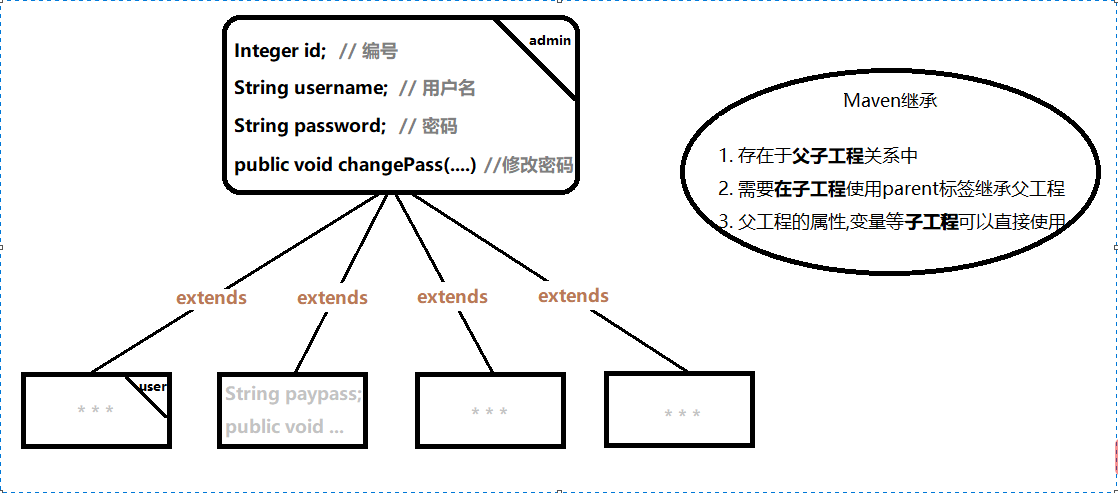 admin
Integer id; // 编号
String username; // 用户名
String password; // 密码
public void changePass(....) //修改密码
Maven继承
1. 存在于父子工程关系中
2. 需要在子工程使用parent标签继承父工程
3. 父工程的属性,变量等子工程可以直接使用
extends
extends
extends
extends
user
* * *
String paypass;
public void ...
* * *
* * *